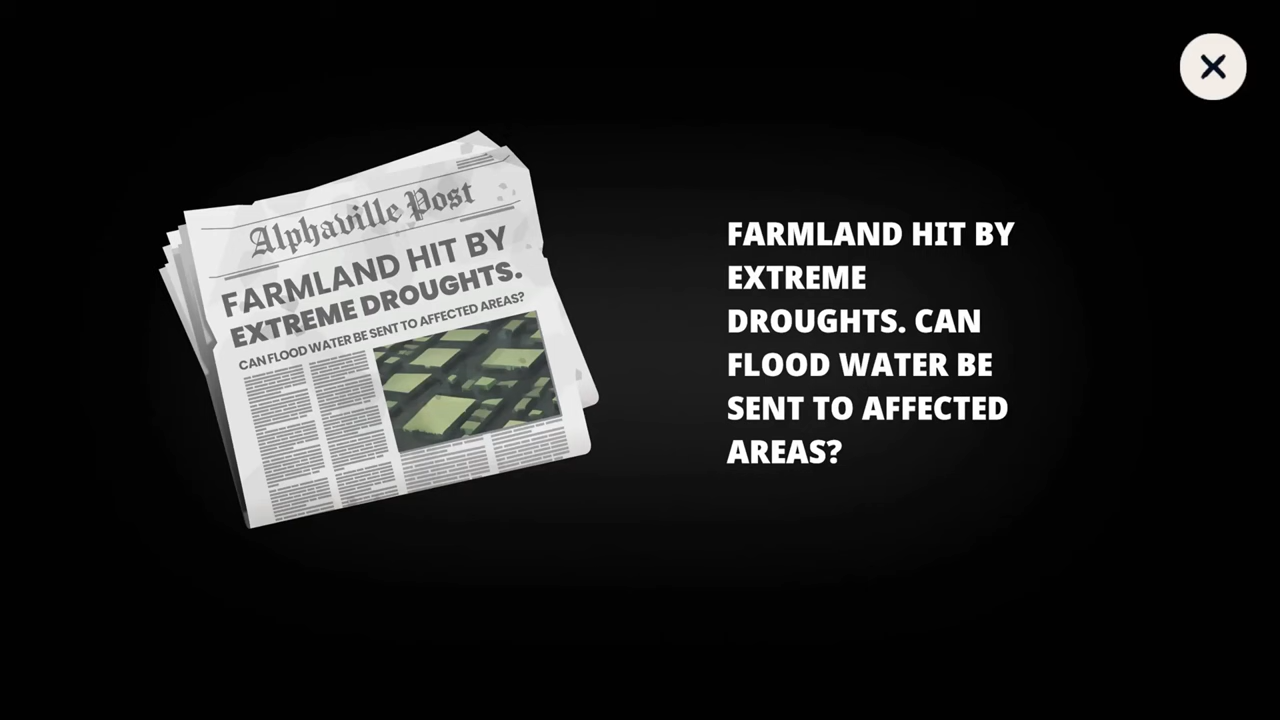 Alphaville Post
FARMLAND HIT BY
EXTREME DROUGHTS.
CAN FLOOD WATER BE SENT TO AFFECTED AREAS?
FARMLAND HIT BY
EXTREME
DROUGHTS. CAN
FLOOD WATER BE
SENT TO AFFECTED
AREAS?